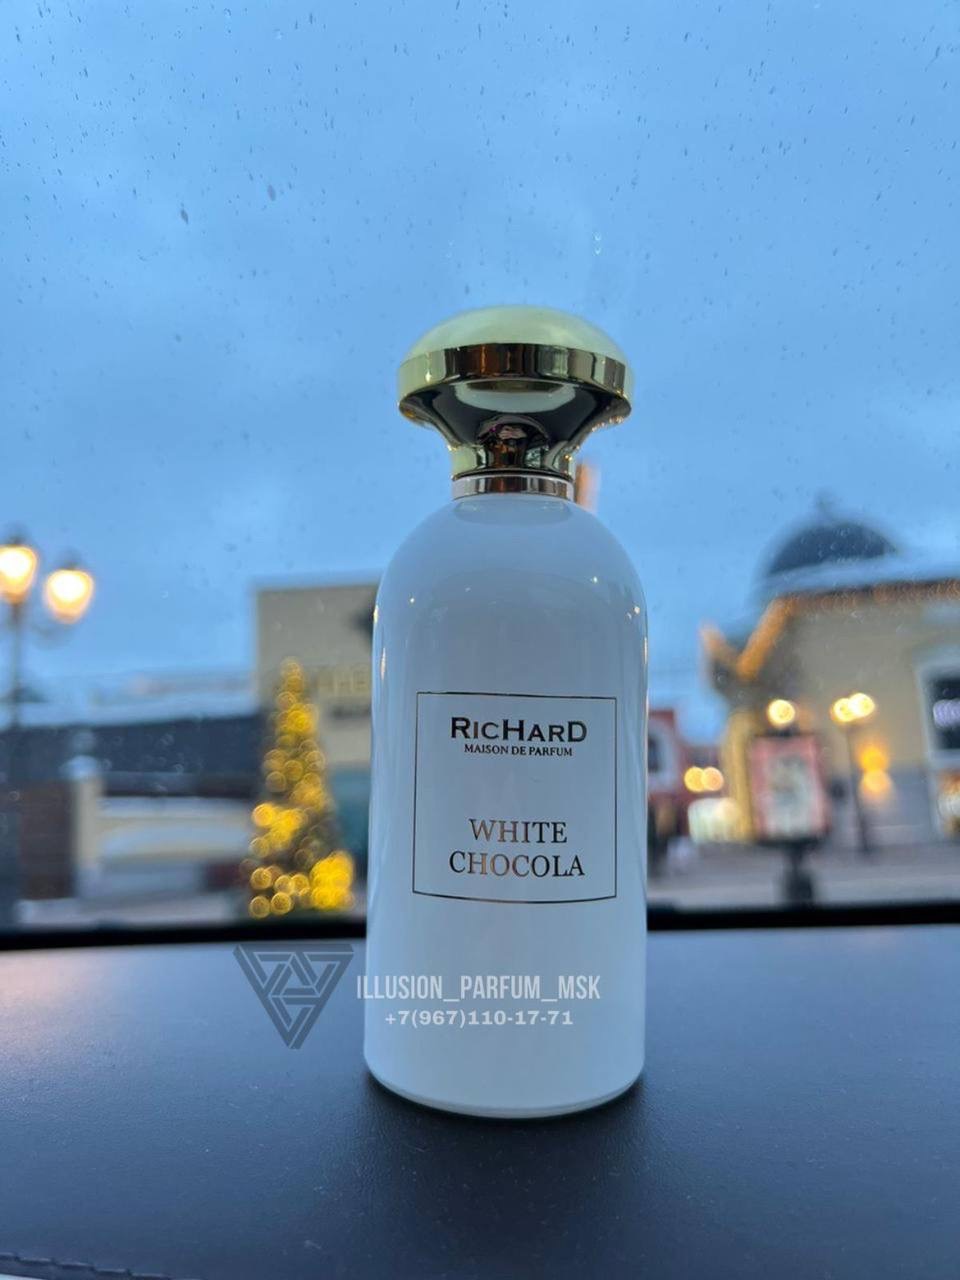 RICHARD
MAISON DE PARFUM
WHITE
CHOCOLA
ILLUSION_PARFUM_MSK
+7(967)110-17-71